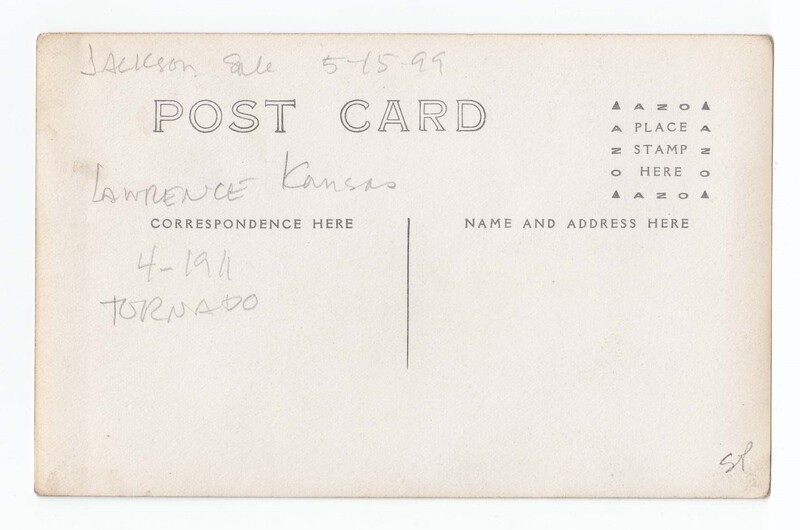 Jackson Sale 5-15-99
POST CARD
AZO
A PLACE A
Z STAMP Z
O HERE O
AZO
Lawrence Kansas
CORRESPONDENCE HERE
NAME AND ADDRESS HERE
4-1911
TORNADO